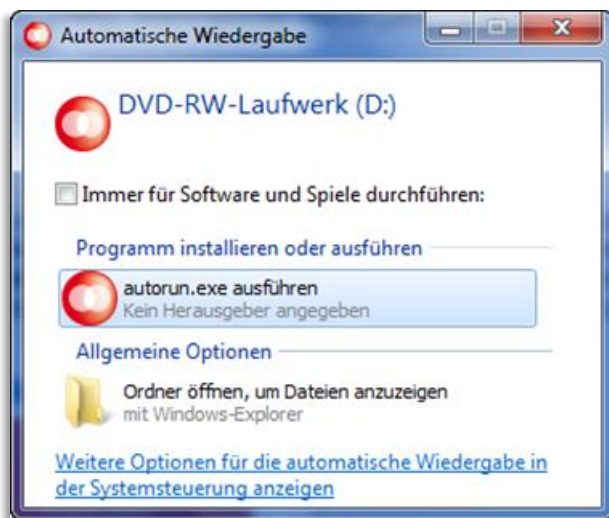 Automatische Wiedergabe
DVD-RW-Laufwerk (D:)
Immer für Software und Spiele durchführen:
Programm installieren oder ausführen
autorun.exe ausführen
Kein Herausgeber angegeben
Allgemeine Optionen
Ordner öffnen, um Dateien anzuzeigen
mit Windows-Explorer
Weitere Optionen für die automatische Wiedergabe in
der Systemsteuerung anzeigen